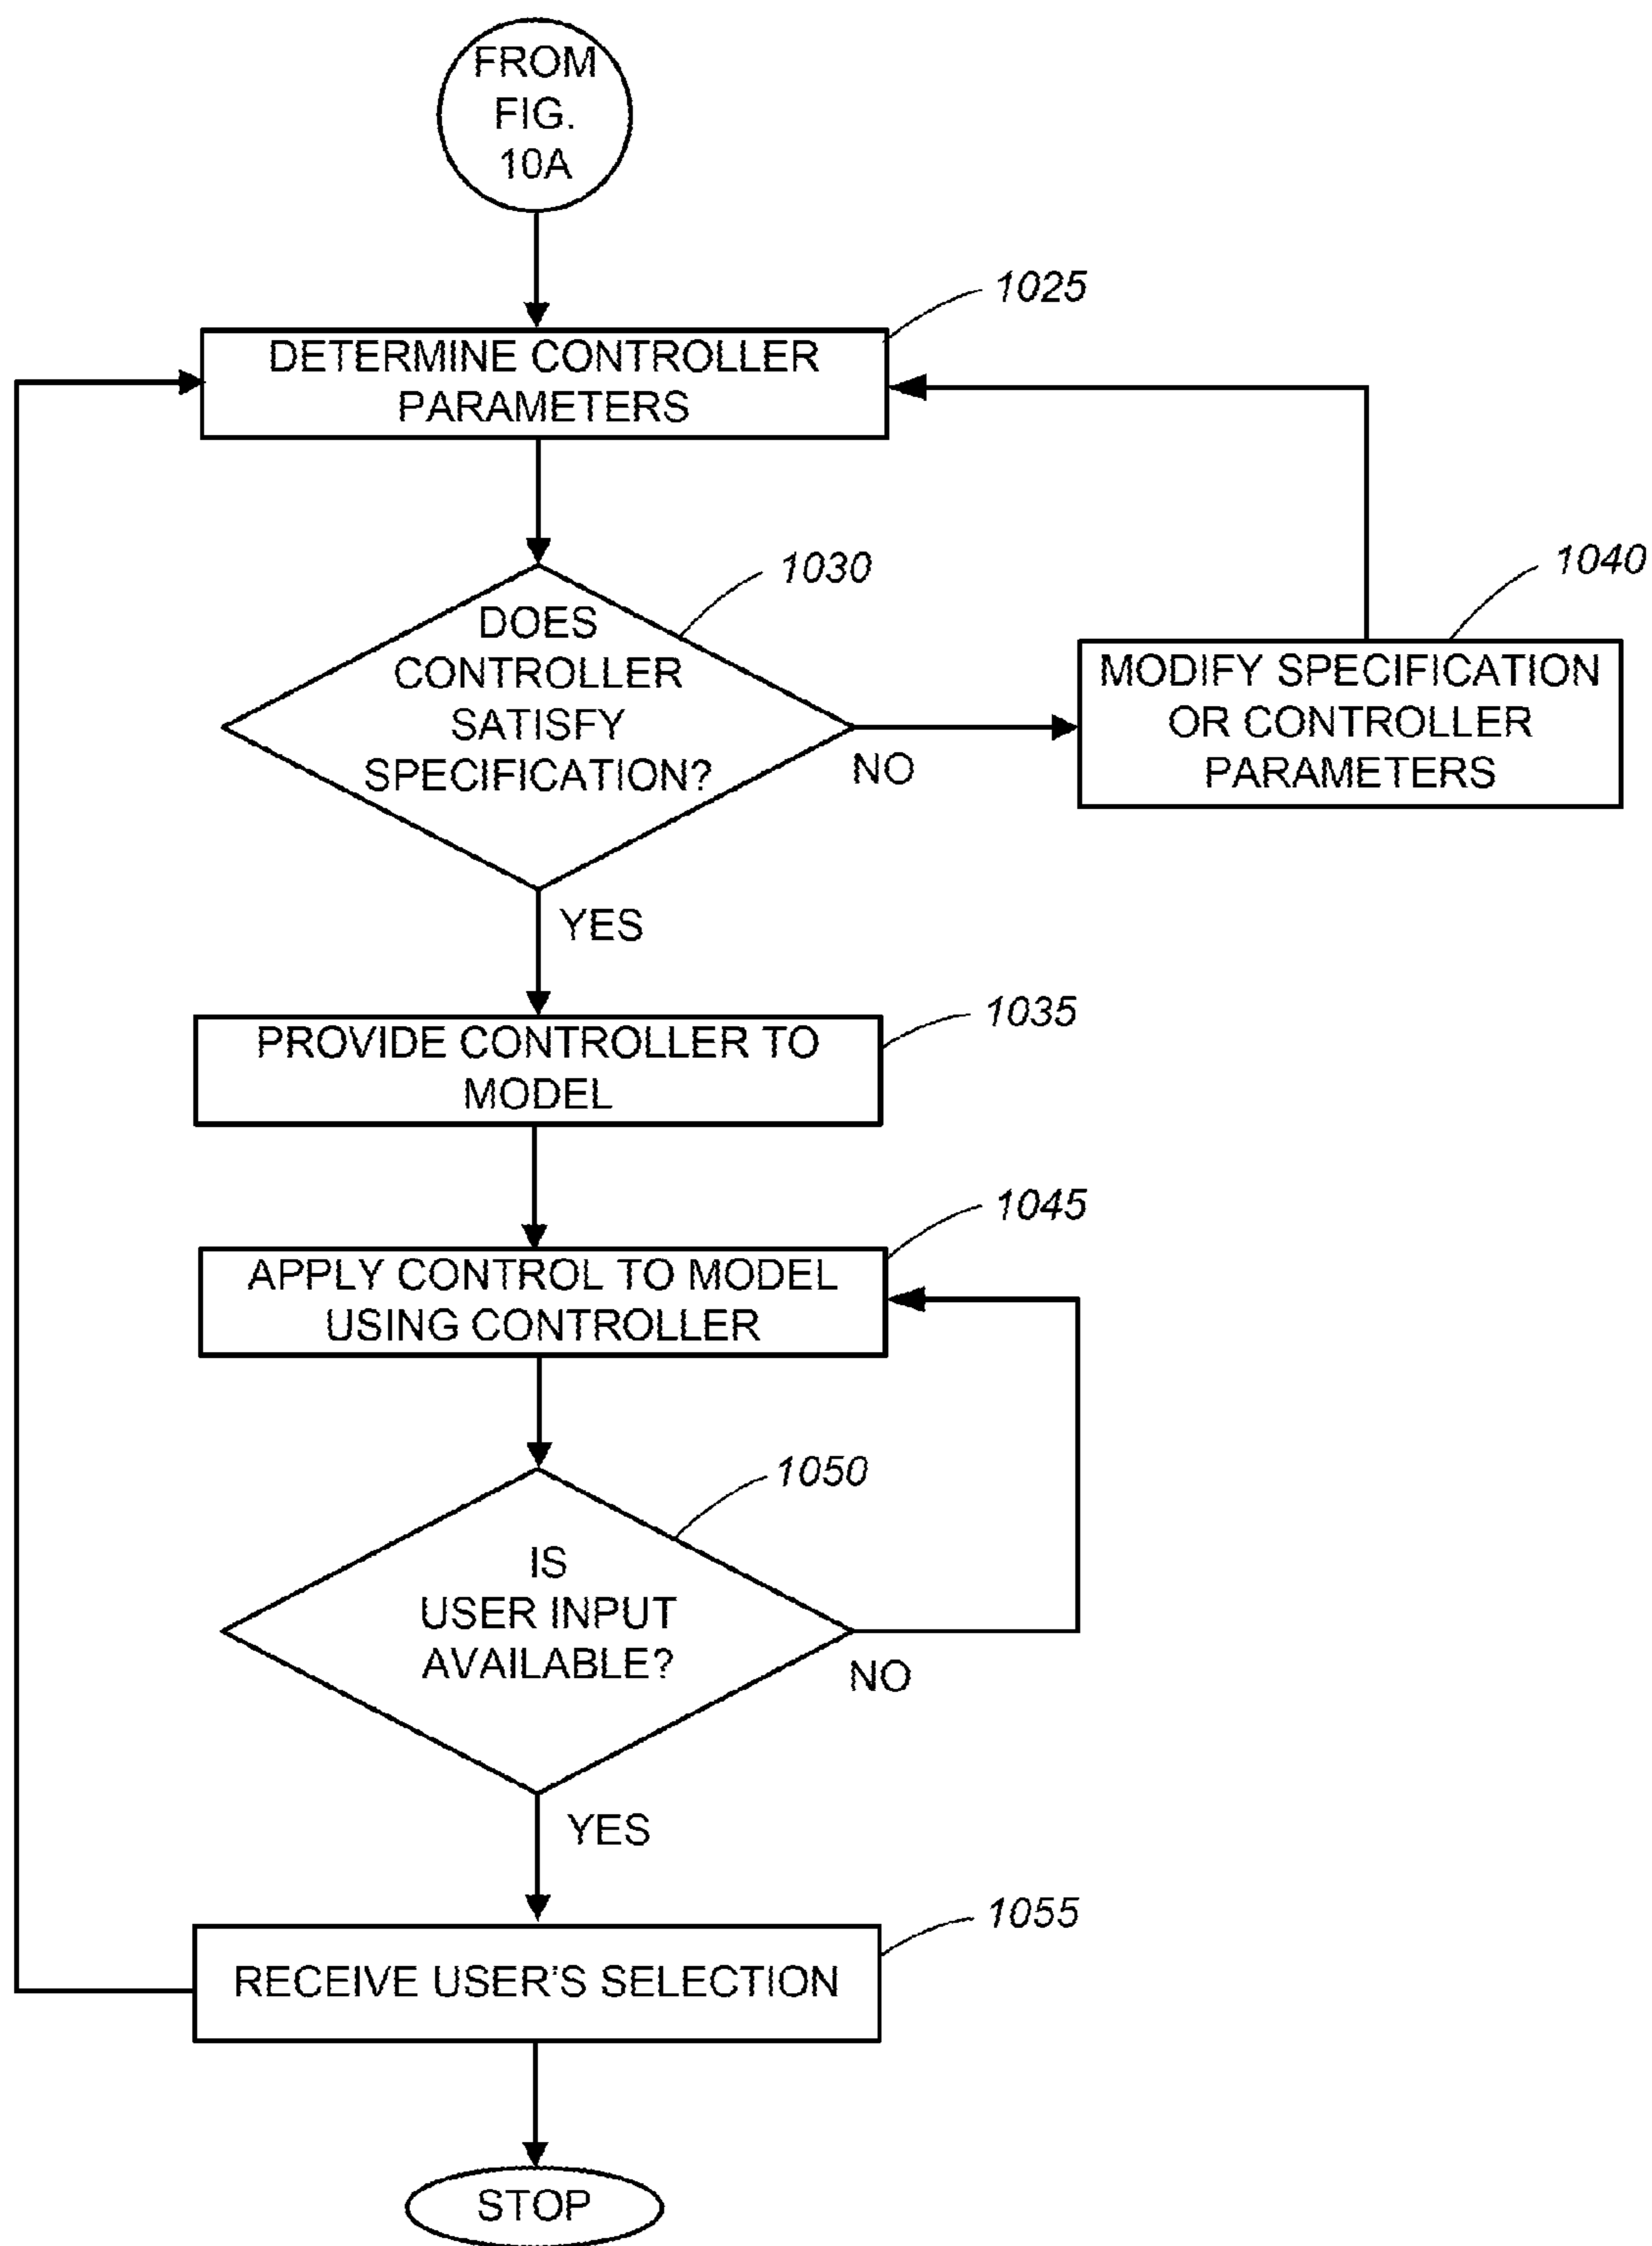 FROM
FIG.
10A
1025
DETERMINE CONTROLLER
PARAMETERS
1030
DOES
CONTROLLER
SATISFY
SPECIFICATION?
NO
1040
MODIFY SPECIFICATION
OR CONTROLLER
PARAMETERS
YES
1035
PROVIDE CONTROLLER TO
MODEL
1045
APPLY CONTROL TO MODEL
USING CONTROLLER
1050
IS
USER INPUT
AVAILABLE?
NO
YES
1055
RECEIVE USER'S SELECTION
STOP